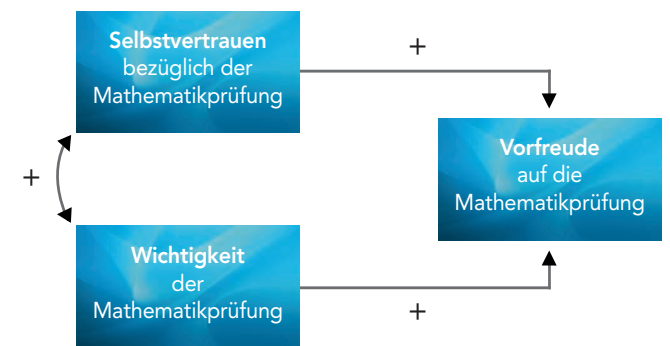 Selbstvertrauen
bezüglich der
Mathematikprüfung
+
Vorfreude
auf die
Mathematikprüfung
+
Wichtigkeit
der
Mathematikprüfung
+